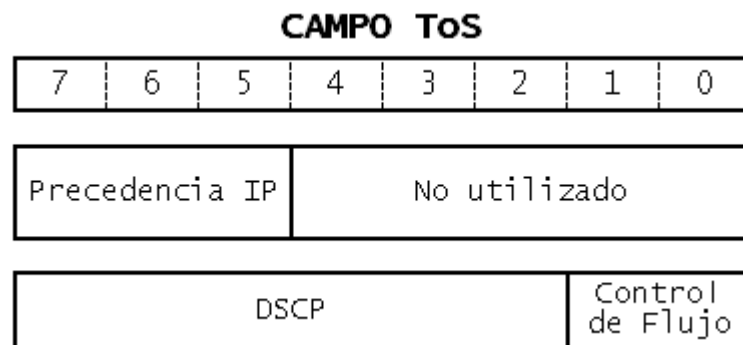 CAMPO ToS
7 6 5 4 3 2 1 0
Precedencia IP No utilizado
DSCP
Control
de Flujo